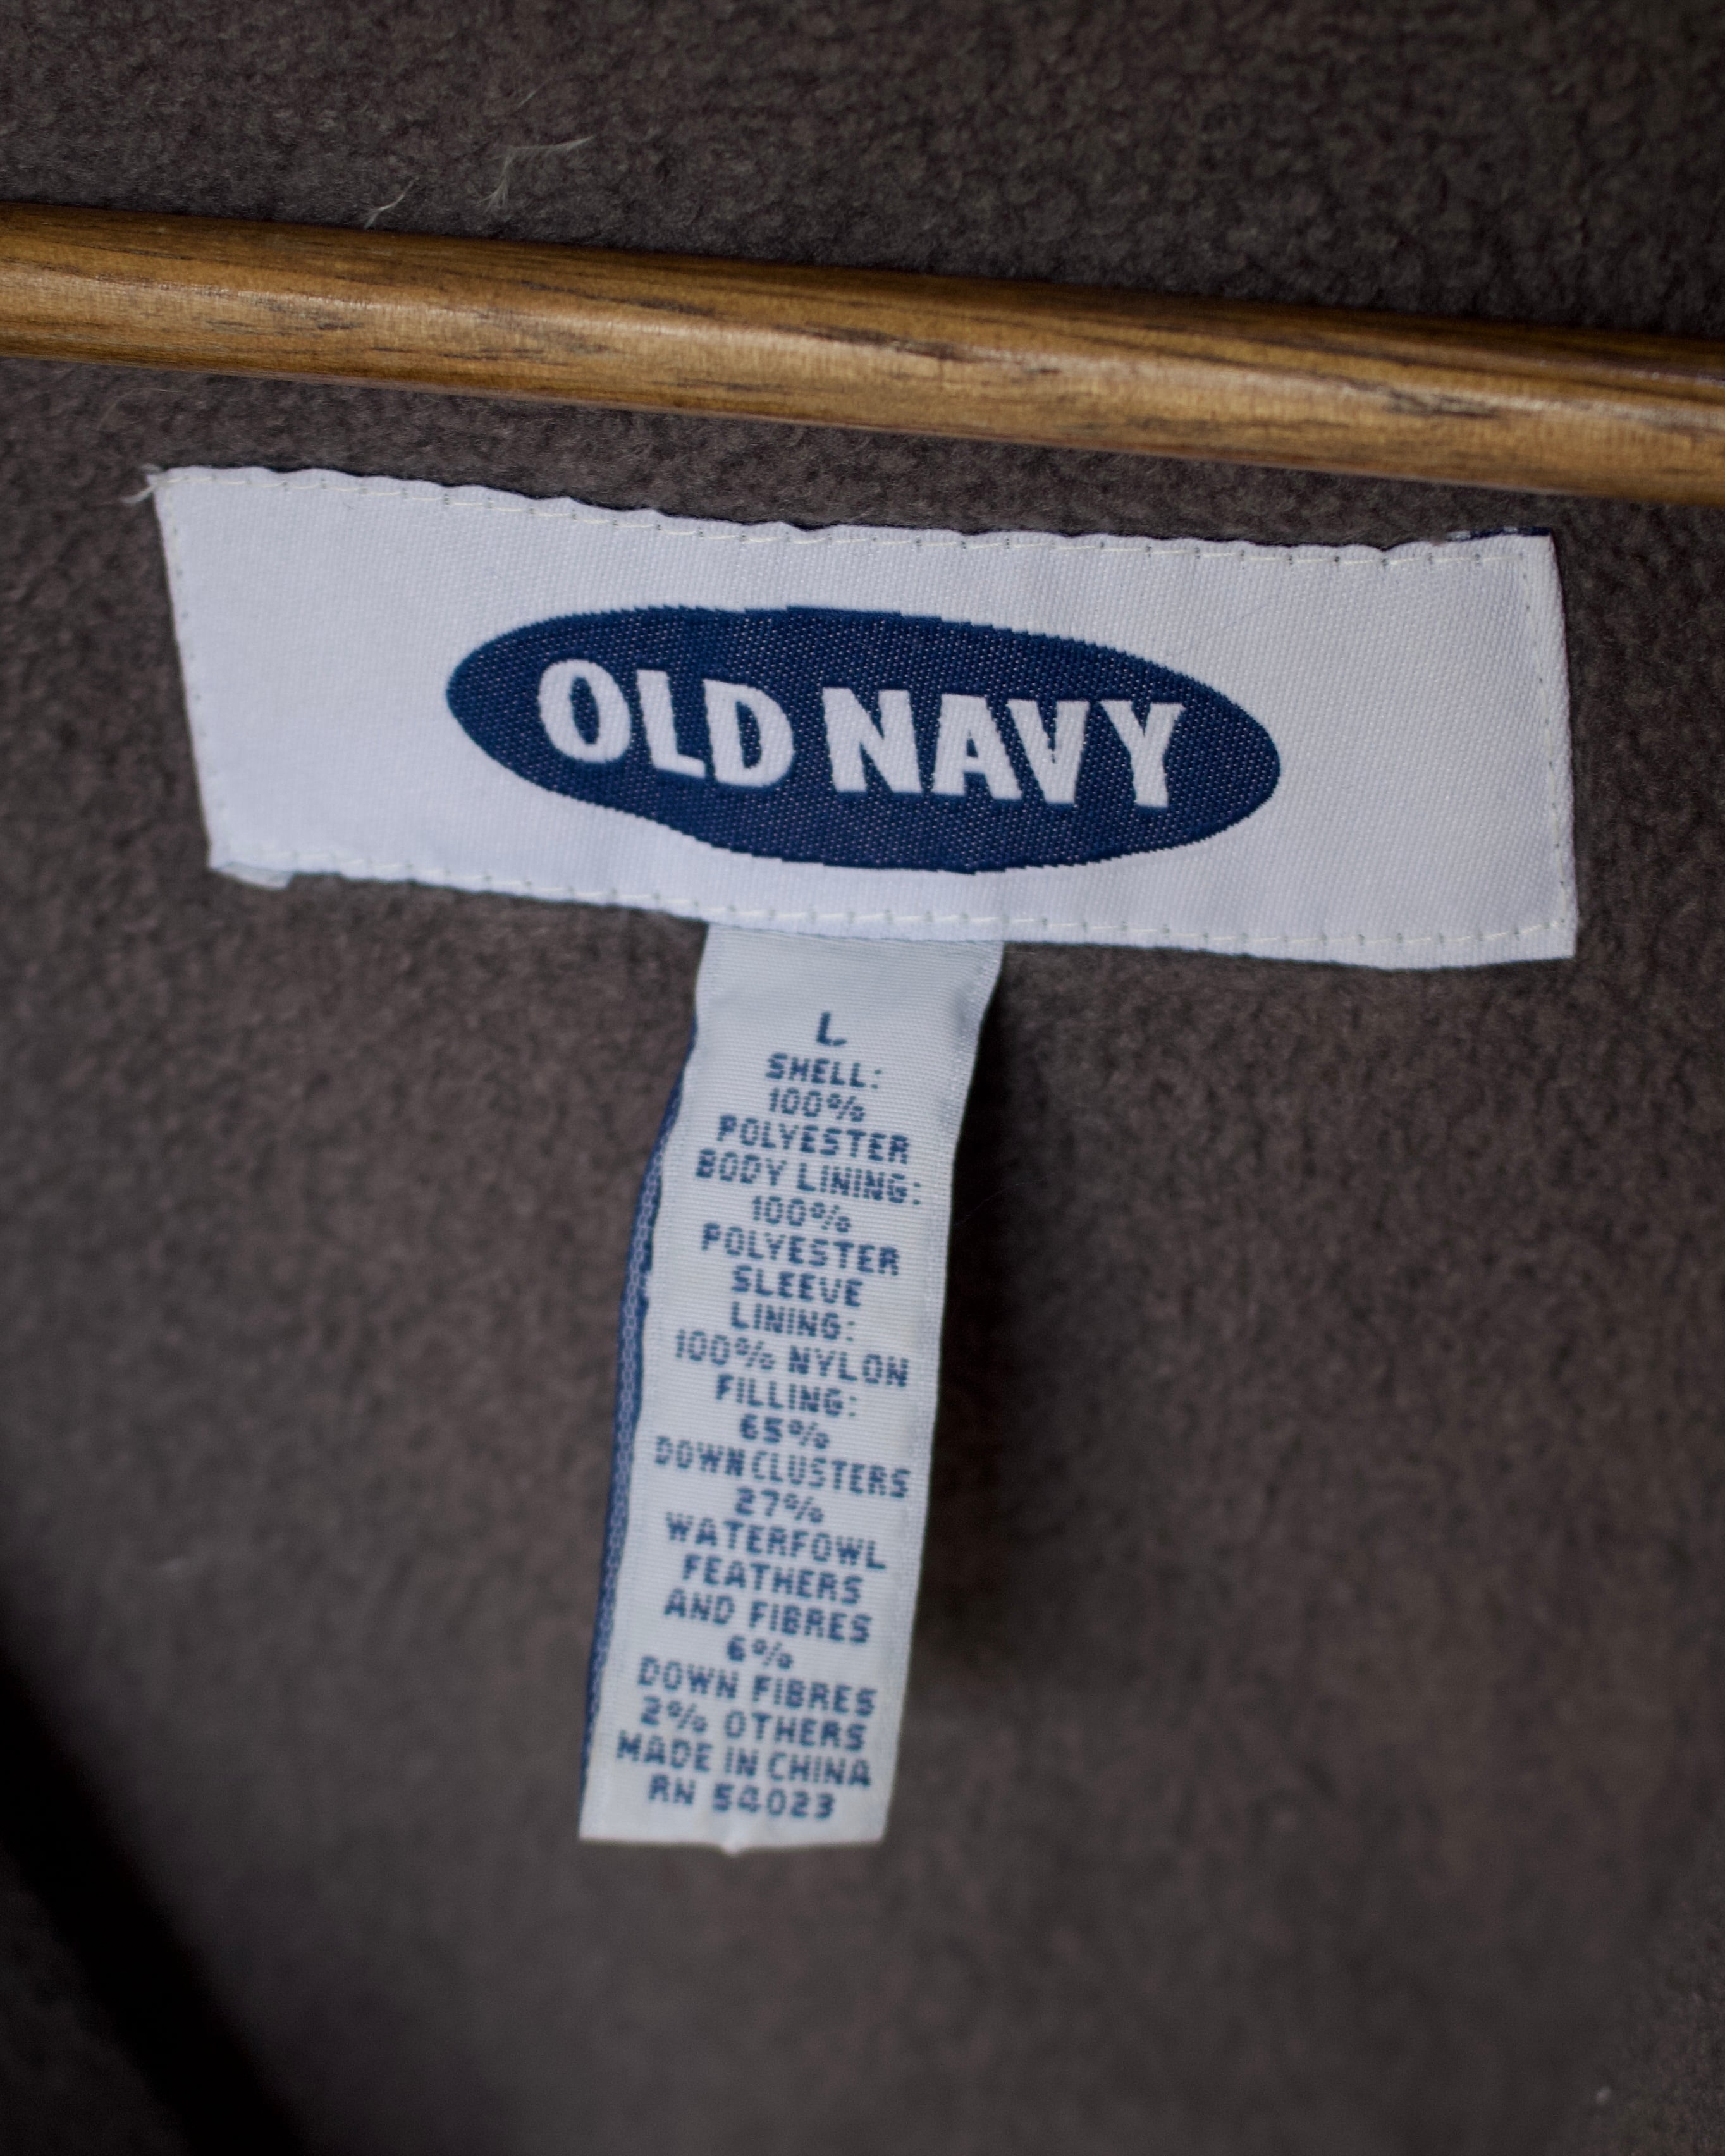 OLD NAVY
L
SHELL:
100%
POLYESTER
BODY LINING:
100%
POLYESTER
SLEEVE
LINING:
100% NYLON
FILLING:
65%
DOWN CLUSTERS
27%
WATERFOWL
FEATHERS
AND FIBRES
6%
DOWN FIBRES
2% OTHERS
MADE IN CHINA
RN 54023